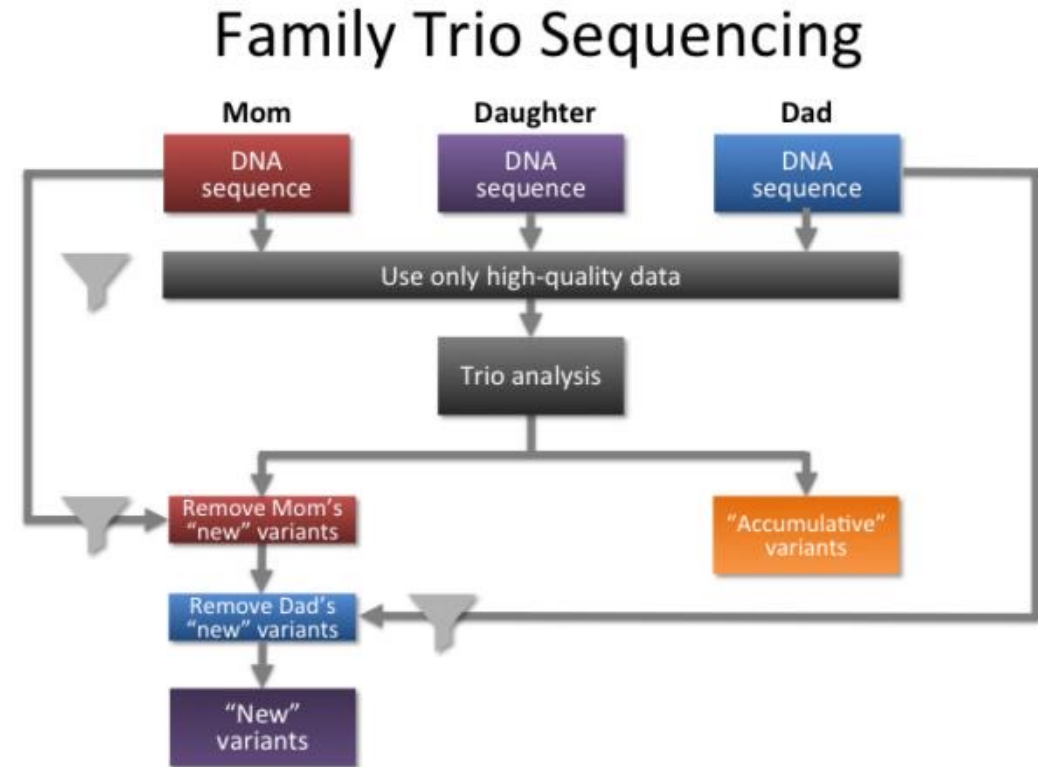 Family Trio Sequencing
Mom
Daughter
Dad
DNA
sequence
DNA
sequence
DNA
sequence
Use only high-quality data
Trio analysis
Remove Mom's
“new” variants
“Accumulative”
variants
Remove Dad's
“new” variants
“New”
variants